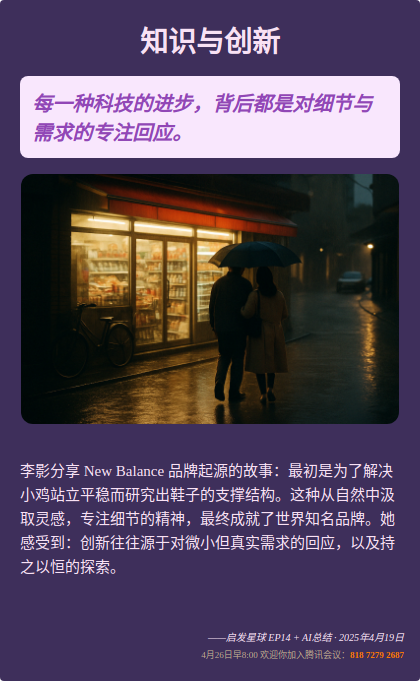 知识与创新
每一种科技的进步，背后都是对细节与
需求的专注回应。
李影分享 New Balance 品牌起源的故事：最初是为了解决
小鸡站立平稳而研究出鞋子的支撑结构。这种从自然中汲
取灵感，专注细节的精神，最终成就了世界知名品牌。她
感受到：创新往往源于对微小但真实需求的回应，以及持
之以恒的探索。
——启发星球 EP14 + AI总结 · 2025年4月19日
4月26日早8:00 欢迎你加入腾讯会议：818 7279 2687